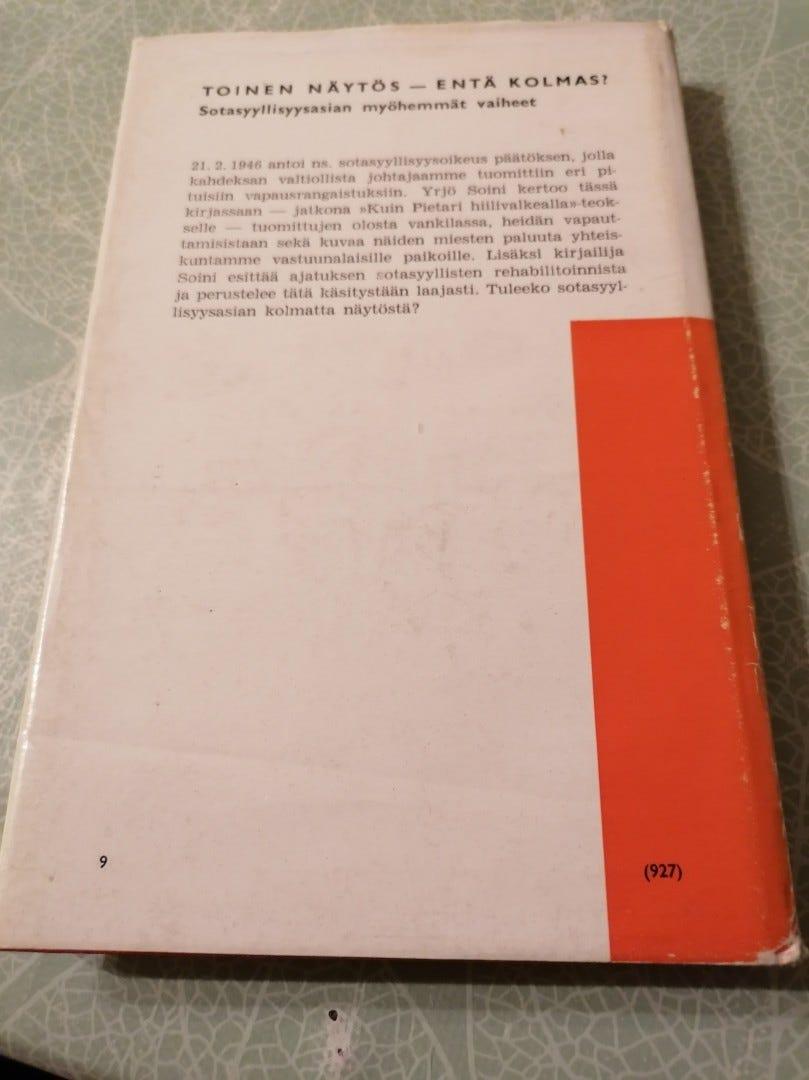 TOINEN NÄYTÖS — ENTÄ KOLMAS?
Sotasyyllisyysasian myöhemmät vaiheet
21. 2. 1946 antoi ns. sotasyyllisyysoikeus päätöksen, jolla
kahdeksan valtiollista johtajaamme tuomittiin eri pi-
tuisiin vapausrangaistuksiin. Yrjö Soini kertoo tässä
kirjassaan — jatkona »Kuin Pietari hiilivalkealla»-teok-
selle — tuomittujen olosta vankilassa, heidän vapaut-
tamisistaan sekä kuvaa näiden miesten paluuta yhteis-
kuntamme vastuunalaisille paikoille. Lisäksi kirjailija
Soini esittää ajatuksen sotasyyllisten rehabilitoinnista
ja perustelee tätä käsitystään laajasti. Tuleeko sotasyyl-
lisyysasian kolmatta näytöstä?
9
(927)